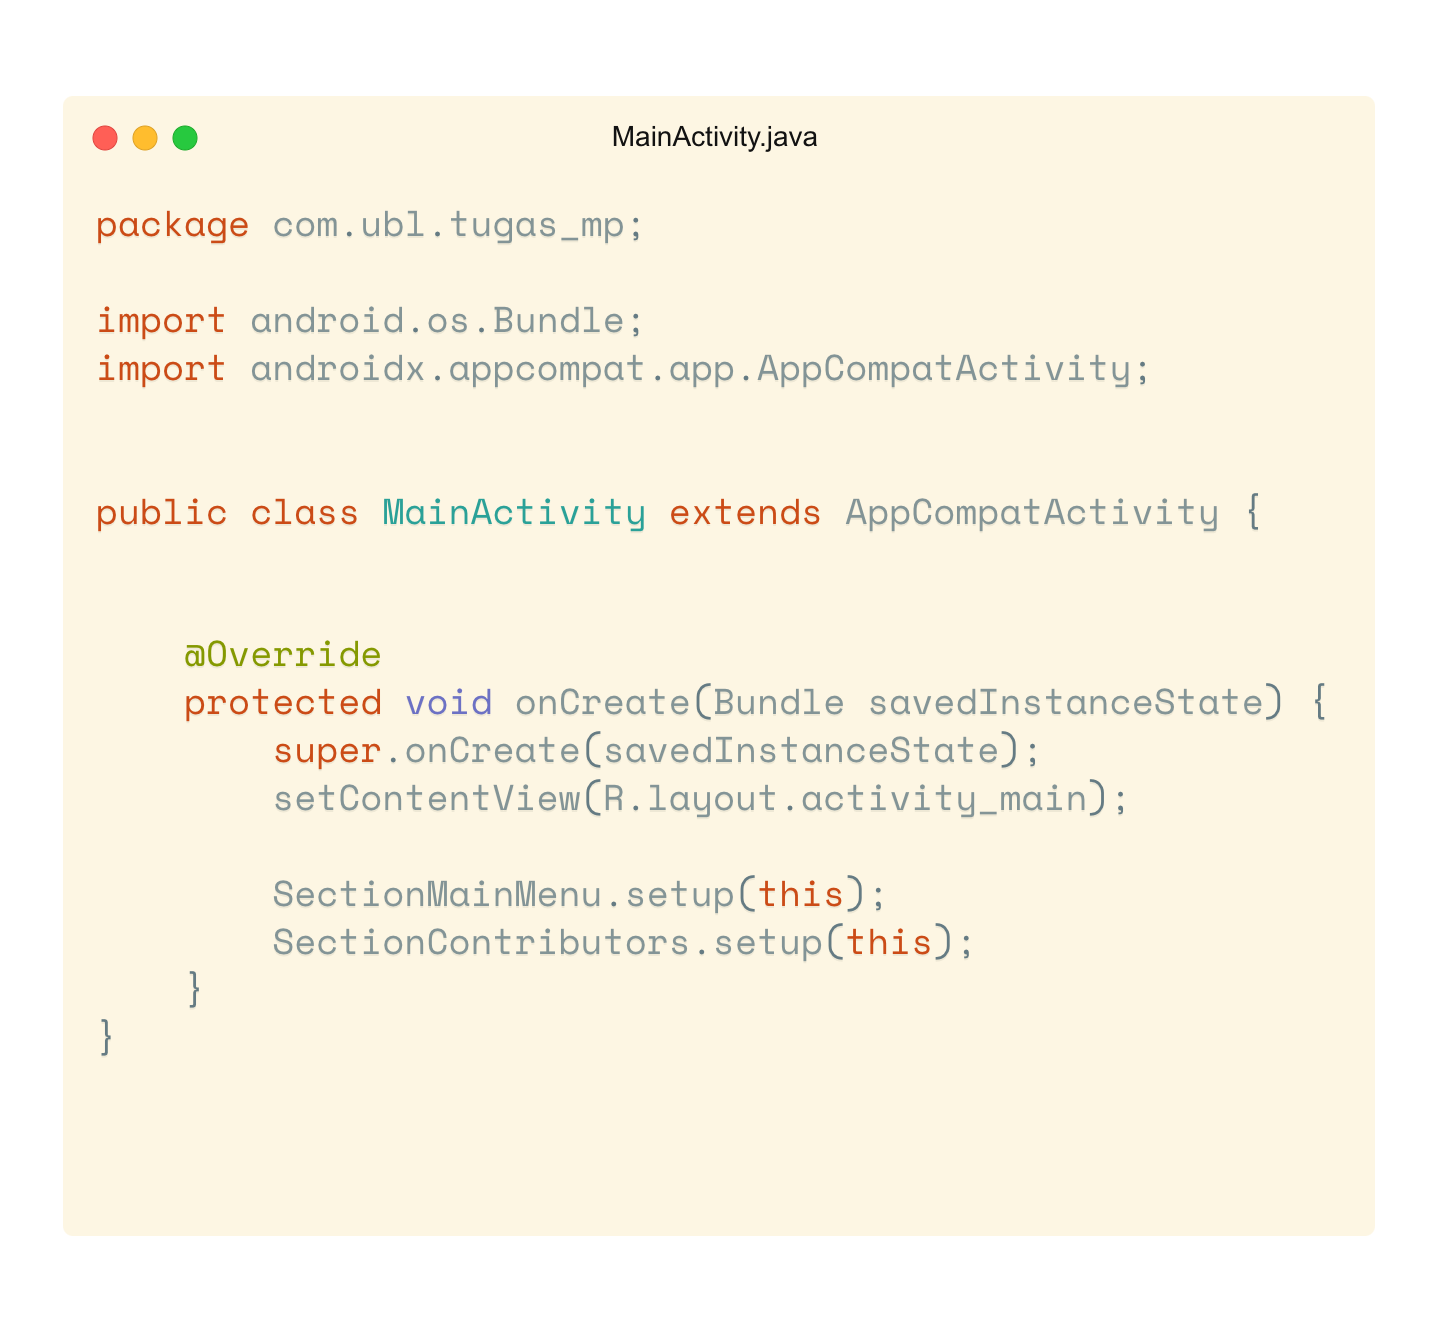 MainActivity.java
package com.ubl.tugas_mp;
import android.os.Bundle;
import androidx.appcompat.app.AppCompatActivity;
public class MainActivity extends AppCompatActivity {
@Override
protected void onCreate(Bundle savedInstanceState) {
super.onCreate(savedInstanceState);
setContentView(R.layout.activity_main);
SectionMainMenu.setup(this);
SectionContributors.setup(this);
}
}